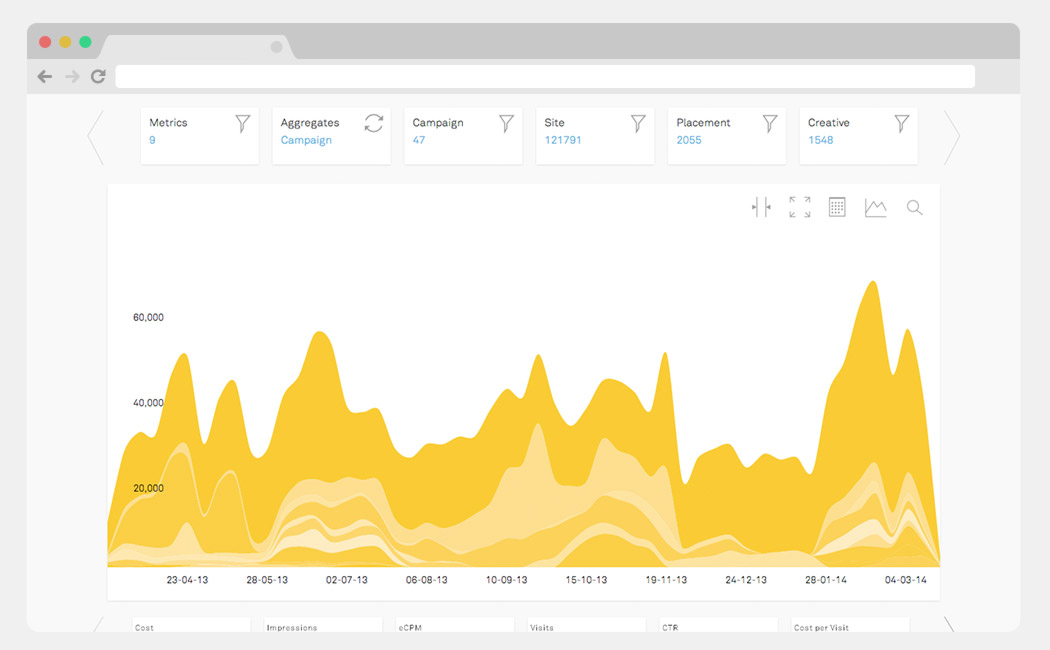 Metrics
9
Aggregates
Campaign
Campaign
47
Site
121791
Placement
2055
Creative
1548
60,000
40,000
20,000
23-04-13 28-05-13 02-07-13 06-08-13 10-09-13 15-10-13 19-11-13 24-12-13 28-01-14 04-03-14
Cost
Impressions
eCPM
Visits
CTR
Cost per Visit